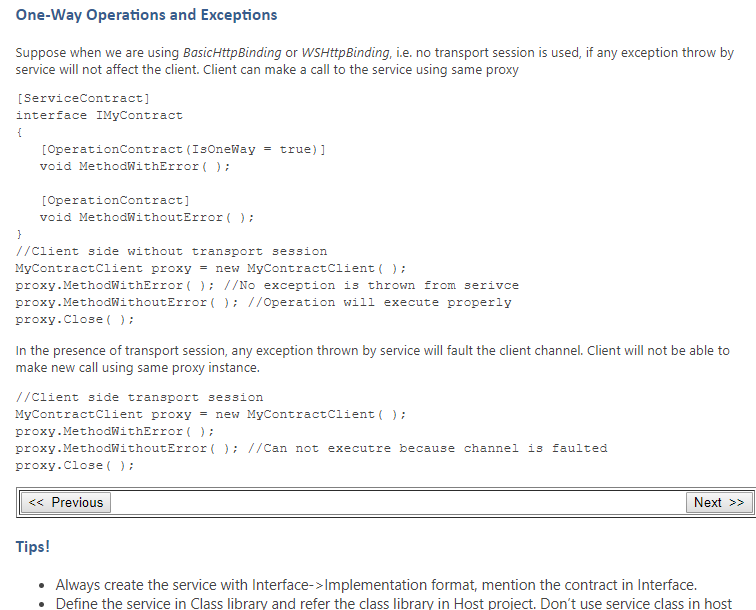 One-Way Operations and Exceptions
Suppose when we are using BasicHttpBinding or WSHttpBinding, i.e. no transport session is used, if any exception throw by
service will not affect the client. Client can make a call to the service using same proxy
[ServiceContract]
interface IMyContract
{
[OperationContract(IsOneWay = true)]
void MethodWithError( );
[OperationContract]
void MethodWithoutError( );
}
//Client side without transport session
MyContractClient proxy = new MyContractClient( );
proxy.MethodWithError( ); //No exception is thrown from serivce
proxy.MethodWithoutError( ); //Operation will execute properly
proxy.Close( );
In the presence of transport session, any exception thrown by service will fault the client channel. Client will not be able to
make new call using same proxy instance.
//Client side transport session
MyContractClient proxy = new MyContractClient( );
proxy.MethodWithError( );
proxy.MethodWithoutError( ); //Can not executre because channel is faulted
proxy.Close( );
<< Previous
Next >>
Tips!
• Always create the service with Interface->Implementation format, mention the contract in Interface.
• Define the service in Class library and refer the class library in Host project. Don't use service class in host